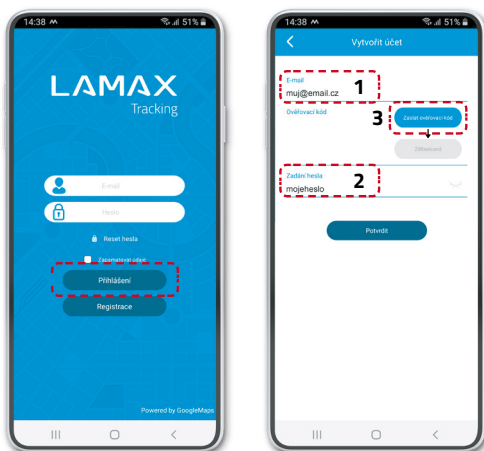 14:38
51%
LAMAX
Tracking
E-mail
Heslo
Reset hesla
Zapamatovat údaje
Přihlášení
Registrace
Powered by GoogleMaps
14:38
51%
Vytvořit účet
E-mail
muj@email.cz
1
Ověřovací kód
3
Zaslat ověřovací kód
Zadání hesla
mojeheslo
2
Potvrdit